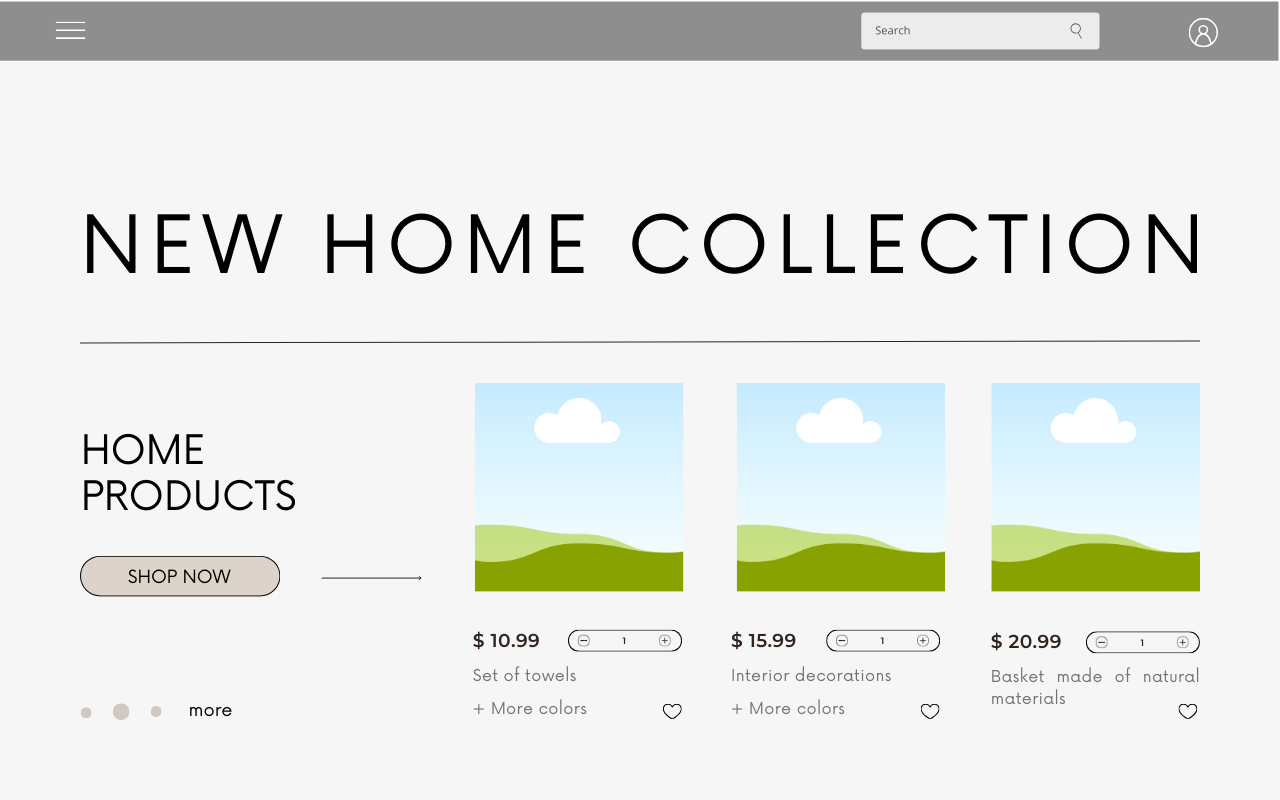 Search
NEW HOME COLLECTION
HOME
PRODUCTS
SHOP NOW
more
$ 10.99
1
Set of towels
+ More colors
$ 15.99
1
Interior decorations
+ More colors
$ 20.99
1
Basket made of natural
materials